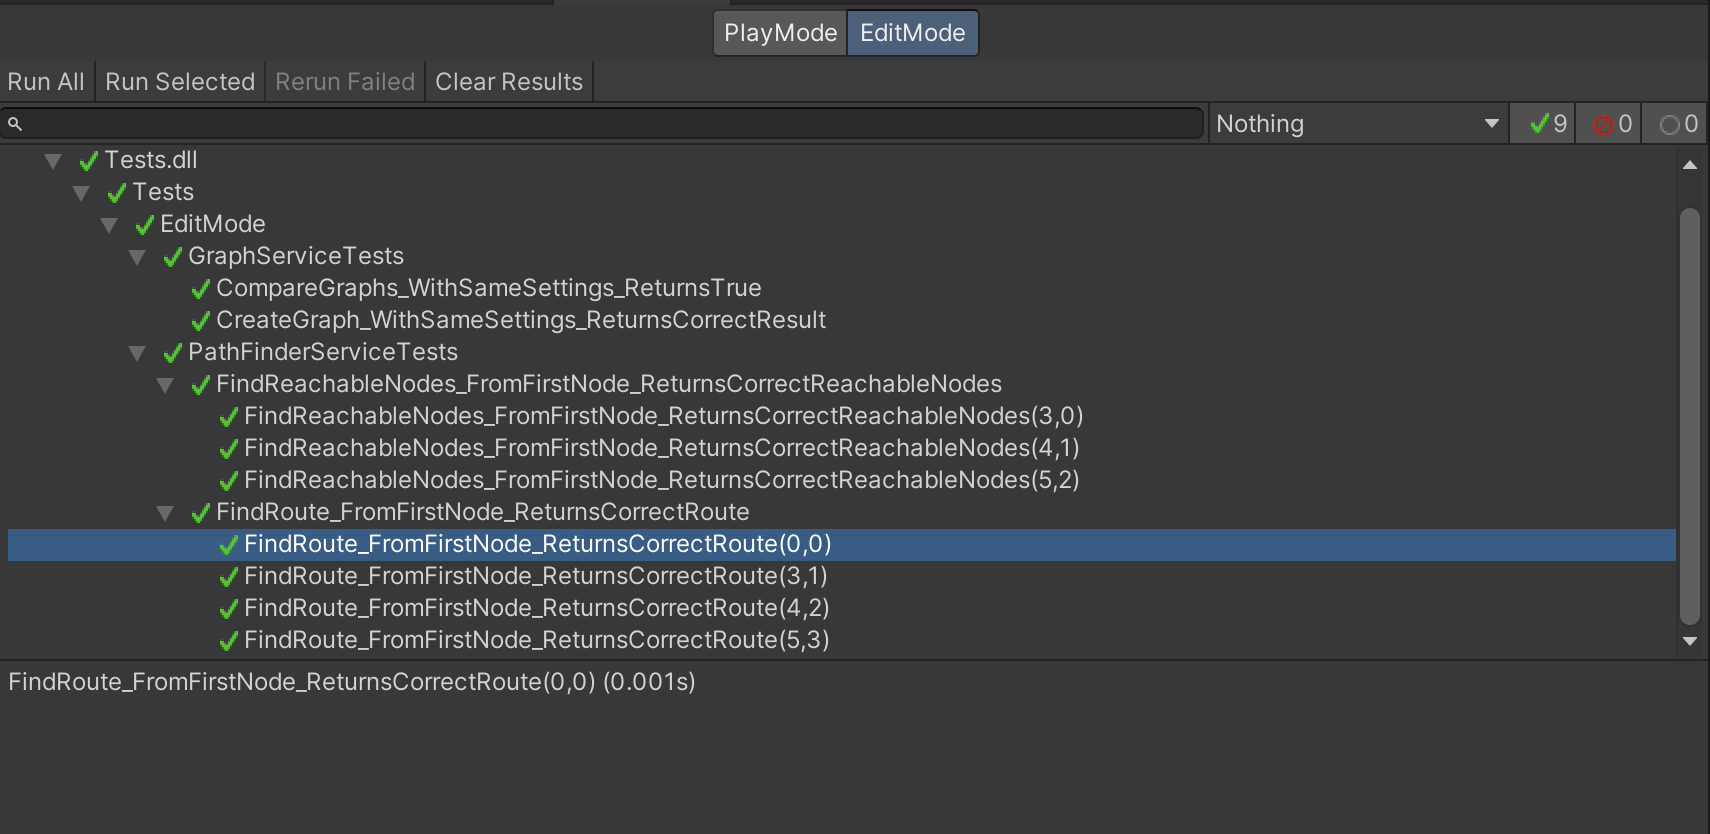 PlayMode EditMode
Run All Run Selected Rerun Failed Clear Results
Nothing 9 0 0
Tests.dll
Tests
EditMode
GraphServiceTests
CompareGraphs_WithSameSettings_ReturnsTrue
CreateGraph_WithSameSettings_ReturnsCorrectResult
PathFinderServiceTests
FindReachableNodes_FromFirstNode_ReturnsCorrectReachableNodes
FindReachableNodes_FromFirstNode_ReturnsCorrectReachableNodes(3,0)
FindReachableNodes_FromFirstNode_ReturnsCorrectReachableNodes(4,1)
FindReachableNodes_FromFirstNode_ReturnsCorrectReachableNodes(5,2)
FindRoute_FromFirstNode_ReturnsCorrectRoute
FindRoute_FromFirstNode_ReturnsCorrectRoute(0,0)
FindRoute_FromFirstNode_ReturnsCorrectRoute(3,1)
FindRoute_FromFirstNode_ReturnsCorrectRoute(4,2)
FindRoute_FromFirstNode_ReturnsCorrectRoute(5,3)
FindRoute_FromFirstNode_ReturnsCorrectRoute(0,0) (0.001s)